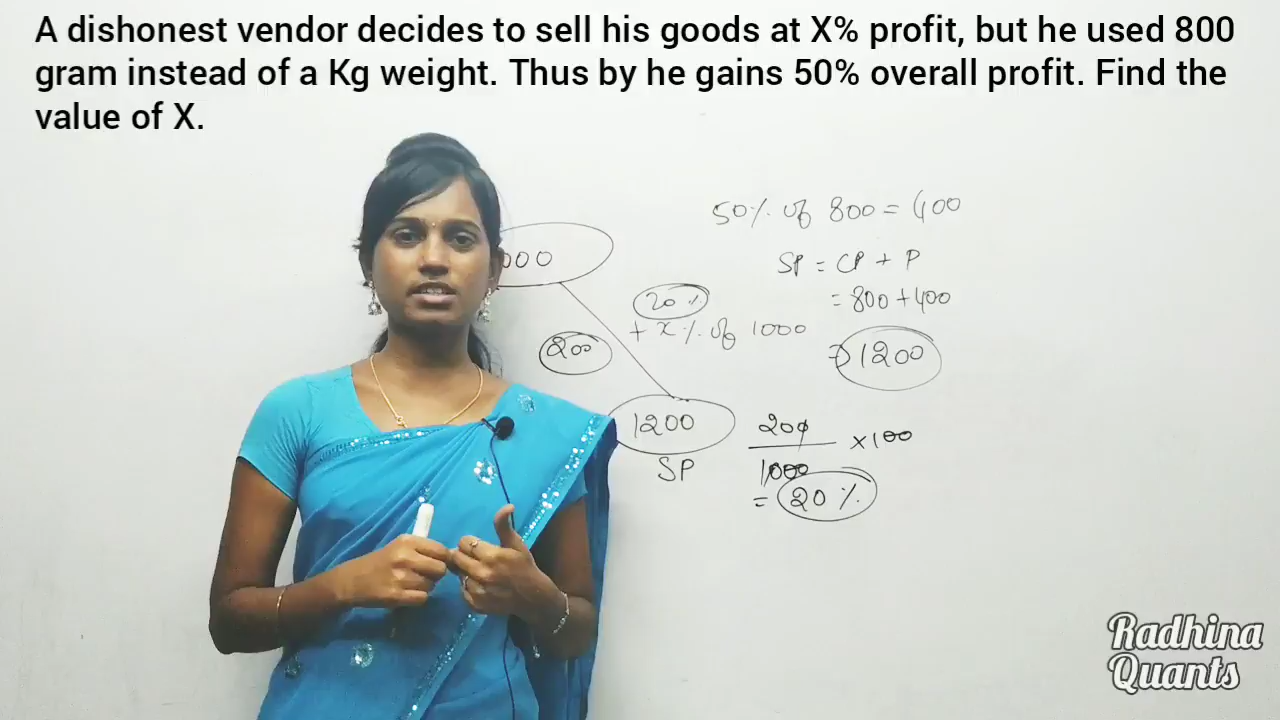 A dishonest vendor decides to sell his goods at X% profit, but he used 800
gram instead of a Kg weight. Thus by he gains 50% overall profit. Find the
value of X.
50% of 800 = 400
SP = CP + P
= 800 + 400
⇒ 1200
000
20%
+ x% of 1000
200
1200
SP
200
1000
×100
= 20%
Radhina
Quants